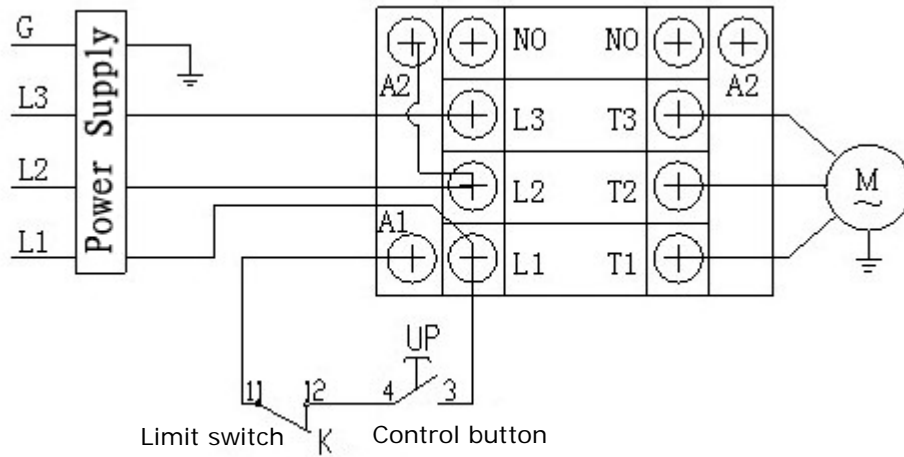 G
L3
L2
L1
Power Supply
A2
NO NO
A2
L3 T3
L2 T2
A1
L1 T1
M
~
UP
11 12 4 3
K
Limit switch
Control button